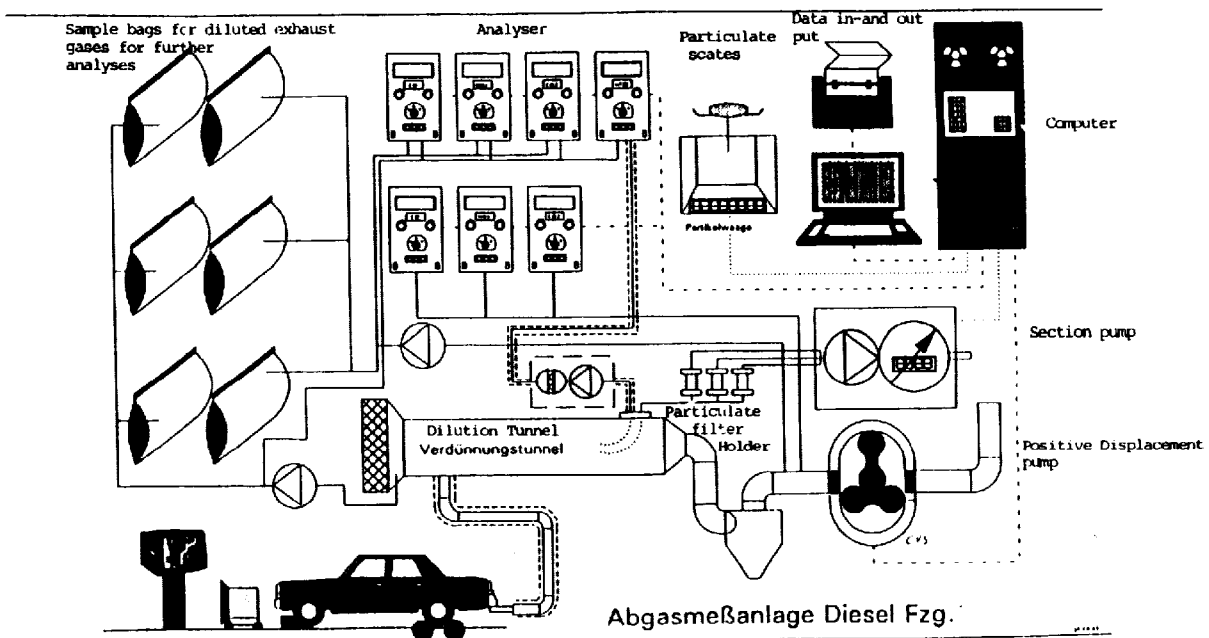 Sample bags for diluted exhaust
gases for further
analyses
Analyser
Particulate
scates
Data in-and out
put
Computer
Partikelwaage
Section pump
Particulate
filter
Holder
Dilution Tunnel
Verdünnungstunnel
Positive Displacement
pump
CVS
Abgasmeßanlage Diesel Fzg.